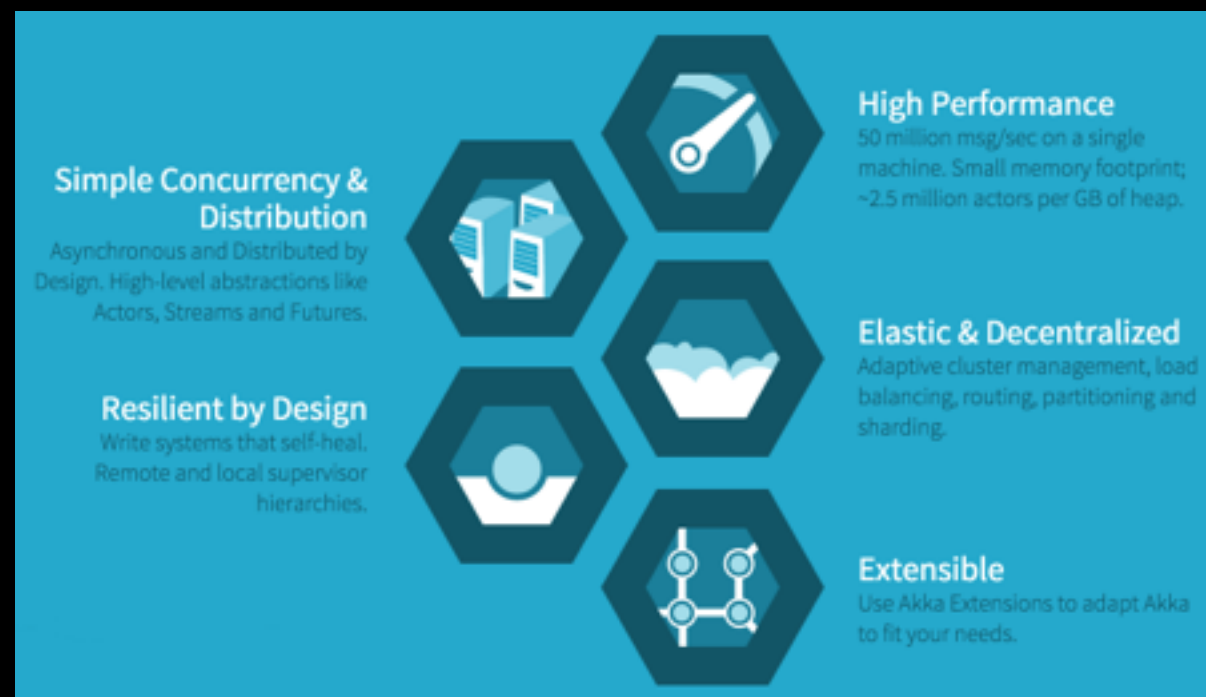 Simple Concurrency &
Distribution
Asynchronous and Distributed by
Design. High-level abstractions like
Actors, Streams and Futures.
Resilient by Design
Write systems that self-heal.
Remote and local supervisor
hierarchies.
High Performance
50 million msg/sec on a single
machine. Small memory footprint;
~2.5 million actors per GB of heap.
Elastic & Decentralized
Adaptive cluster management, load
balancing, routing, partitioning and
sharding.
Extensible
Use Akka Extensions to adapt Akka
to fit your needs.